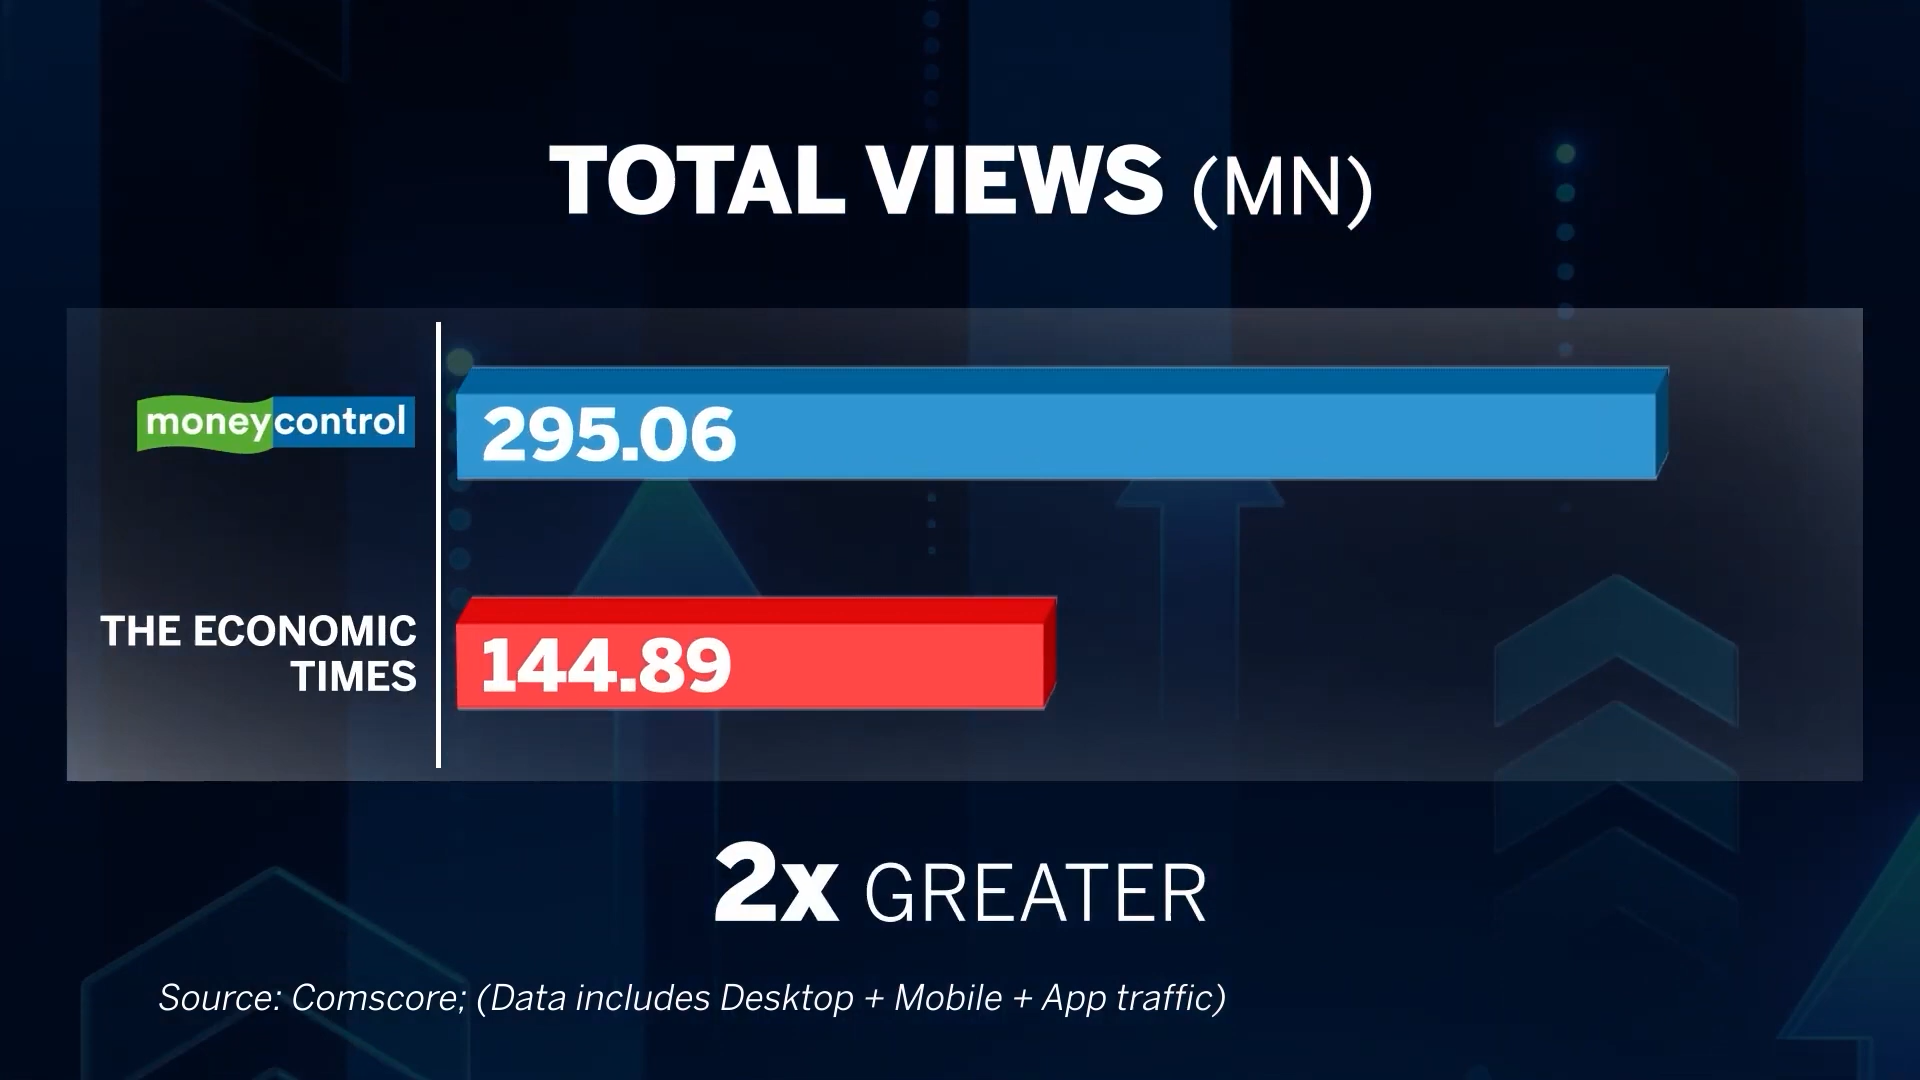 TOTAL VIEWS (MN)
moneycontrol
295.06
THE ECONOMIC
TIMES
144.89
2x GREATER
Source: Comscore; (Data includes Desktop + Mobile + App traffic)